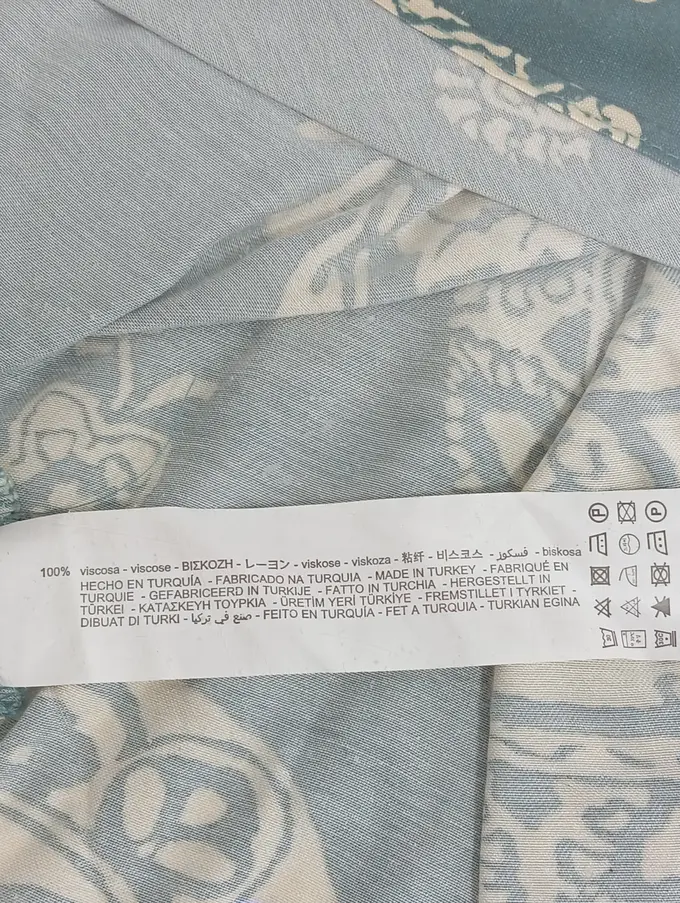 100% viscosa - viscose - ΒΙΣΚΟΖΗ - レーヨン - viskose - viskoza - 粘纤 - 비스코스 - فسكوز - biskosa
HECHO EN TURQUÍA - FABRICADO NA TURQUIA - MADE IN TURKEY - FABRIQUÉ EN
TURQUIE - GEFABRICEERD IN TURKIJE - FATTO IN TURCHIA - HERGESTELLT IN
TÜRKEI - ΚΑΤΑΣΚΕΥΗ ΤΟΥΡΚΙΑ - ÜRETİM YERİ TÜRKİYE - FREMSTILLET I TYRKIET -
DIBUAT DI TURKI - صنع في تركيا - FEITO EN TURQUÍA - FET A TURQUIA - TURKIAN EGINA
P P